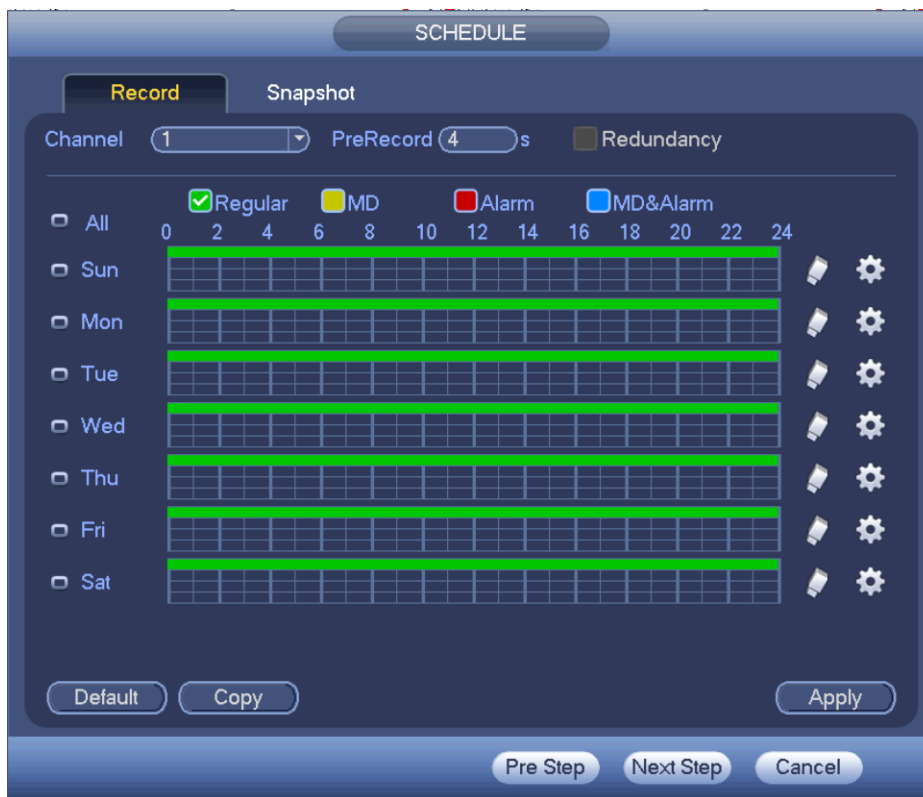 SCHEDULE
Record Snapshot
Channel 1 PreRecord 4 s Redundancy
Regular MD Alarm MD&Alarm
All
0 2 4 6 8 10 12 14 16 18 20 22 24
Sun
Mon
Tue
Wed
Thu
Fri
Sat
Default Copy Apply
Pre Step Next Step Cancel